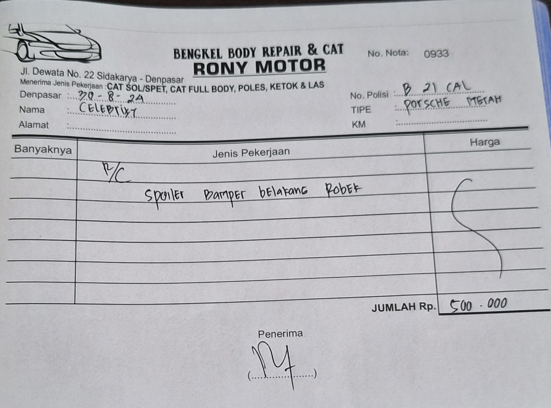 BENGKEL BODY REPAIR & CAT
RONY MOTOR
No. Nota: 0933
Jl. Dewata No. 22 Sidakarya - Denpasar
Menerima Jenis Pekerjaan : CAT SOL/SPET, CAT FULL BODY, POLES, KETOK & LAS
Denpasar : 30-8-24
Nama : CELEBRIST
Alamat :
No. Polisi : B 21 CAL
TIPE : PORSCHE MERAH
KM :
Banyaknya Jenis Pekerjaan Harga
R/C
Spoiler Bamper belakang Robek
JUMLAH Rp. 500.000
Penerima
(..................)